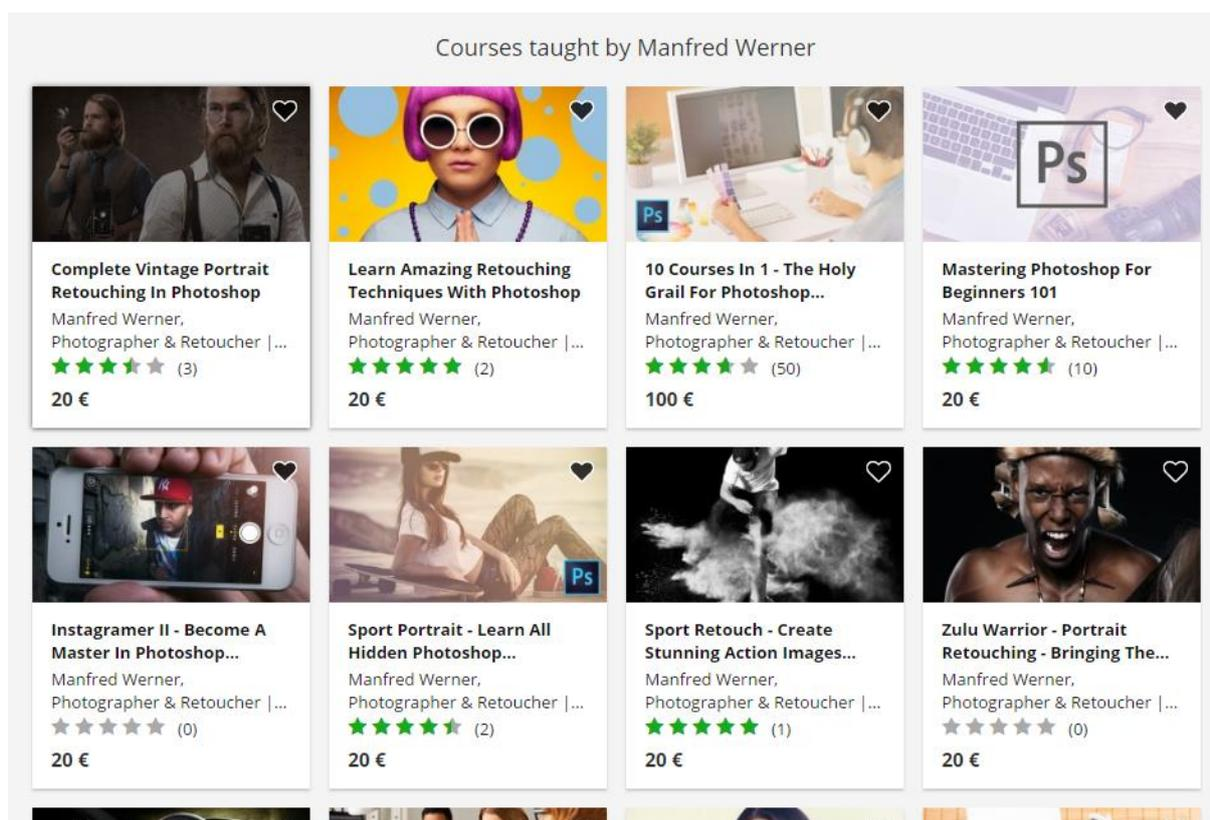 Courses taught by Manfred Werner
Complete Vintage Portrait
Retouching In Photoshop
Manfred Werner,
Photographer & Retoucher |...
(3)
20 €
Learn Amazing Retouching
Techniques With Photoshop
Manfred Werner,
Photographer & Retoucher |...
(2)
20 €
Ps
10 Courses In 1 - The Holy
Grail For Photoshop...
Manfred Werner,
Photographer & Retoucher |...
(50)
100 €
Ps
Mastering Photoshop For
Beginners 101
Manfred Werner,
Photographer & Retoucher |...
(10)
20 €
Instagramer II - Become A
Master In Photoshop...
Manfred Werner,
Photographer & Retoucher |...
(0)
20 €
Ps
Sport Portrait - Learn All
Hidden Photoshop...
Manfred Werner,
Photographer & Retoucher |...
(2)
20 €
Sport Retouch - Create
Stunning Action Images...
Manfred Werner,
Photographer & Retoucher |...
(1)
20 €
Zulu Warrior - Portrait
Retouching - Bringing The...
Manfred Werner,
Photographer & Retoucher |...
(0)
20 €